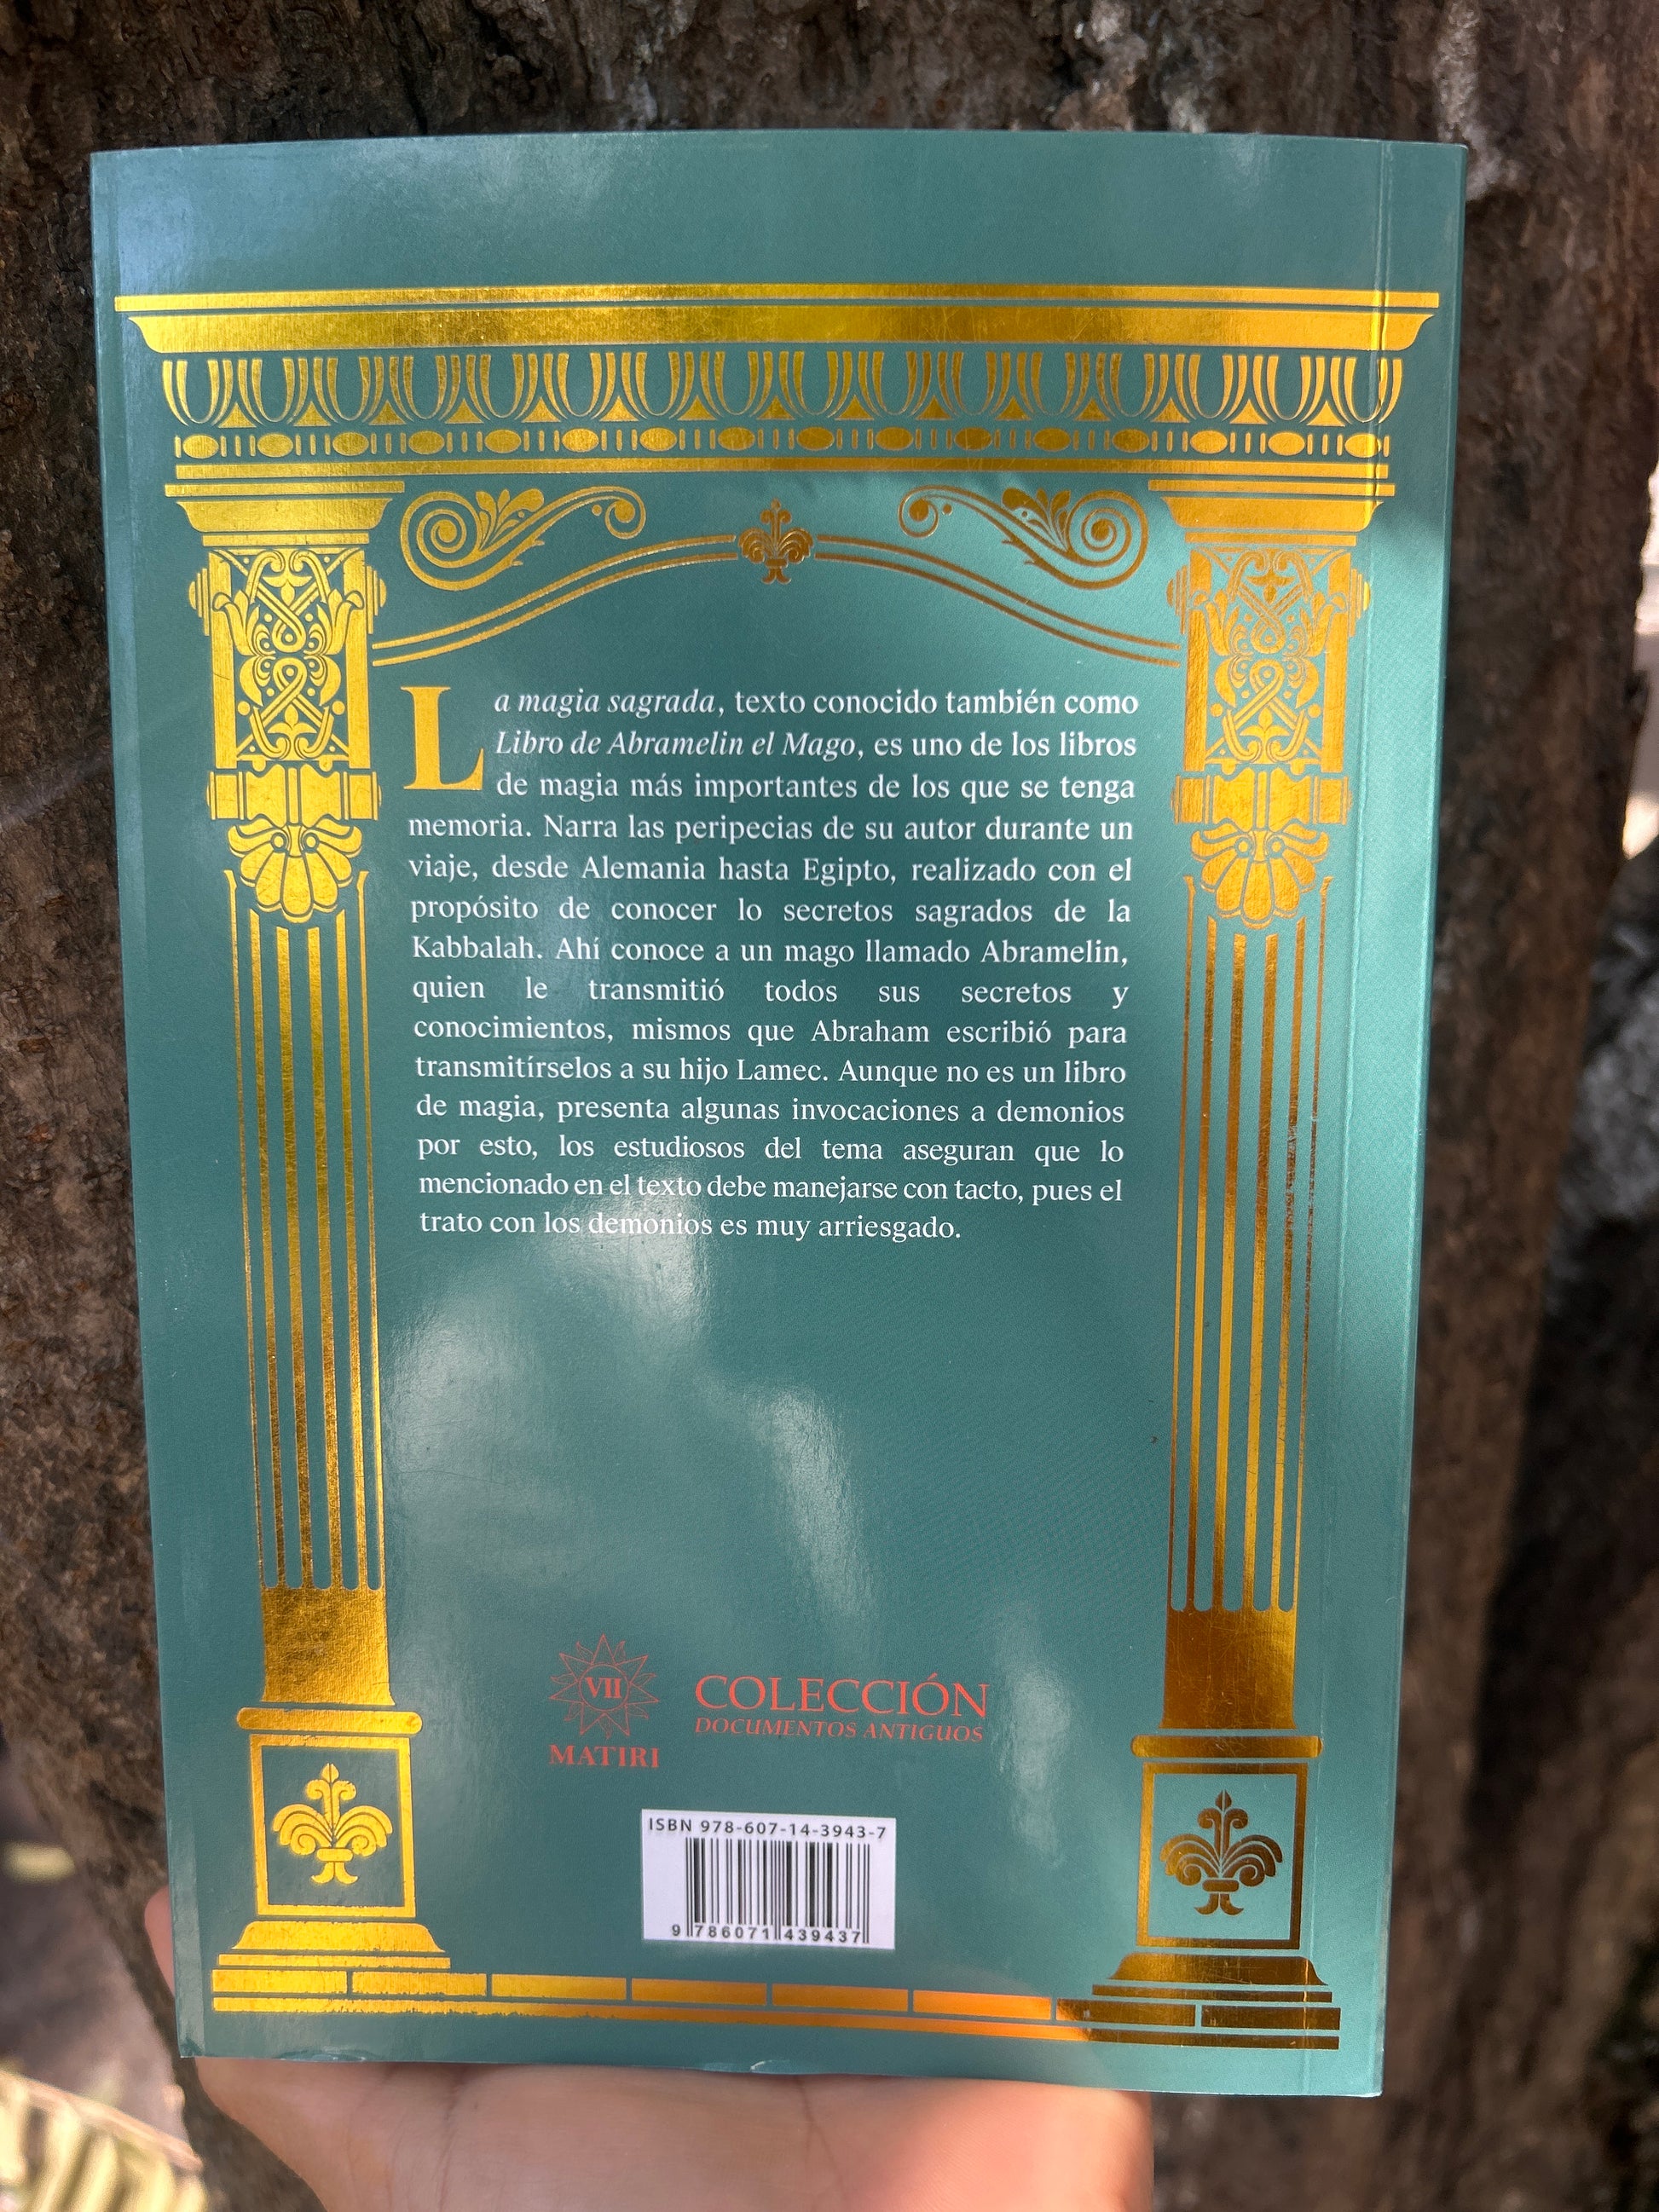 La magia sagrada, texto conocido también como
Libro de Abramelin el Mago, es uno de los libros
de magia más importantes de los que se tenga
memoria. Narra las peripecias de su autor durante un
viaje, desde Alemania hasta Egipto, realizado con el
propósito de conocer lo secretos sagrados de la
Kabbalah. Ahí conoce a un mago llamado Abramelin,
quien le transmitió todos sus secretos y
conocimientos, mismos que Abraham escribió para
transmitírselos a su hijo Lamec. Aunque no es un libro
de magia, presenta algunas invocaciones a demonios
por esto, los estudiosos del tema aseguran que lo
mencionado en el texto debe manejarse con tacto, pues el
trato con los demonios es muy arriesgado.
VII
MATIRI
COLECCIÓN
DOCUMENTOS ANTIGUOS
ISBN 978-607-14-3943-7
9 786071 439437